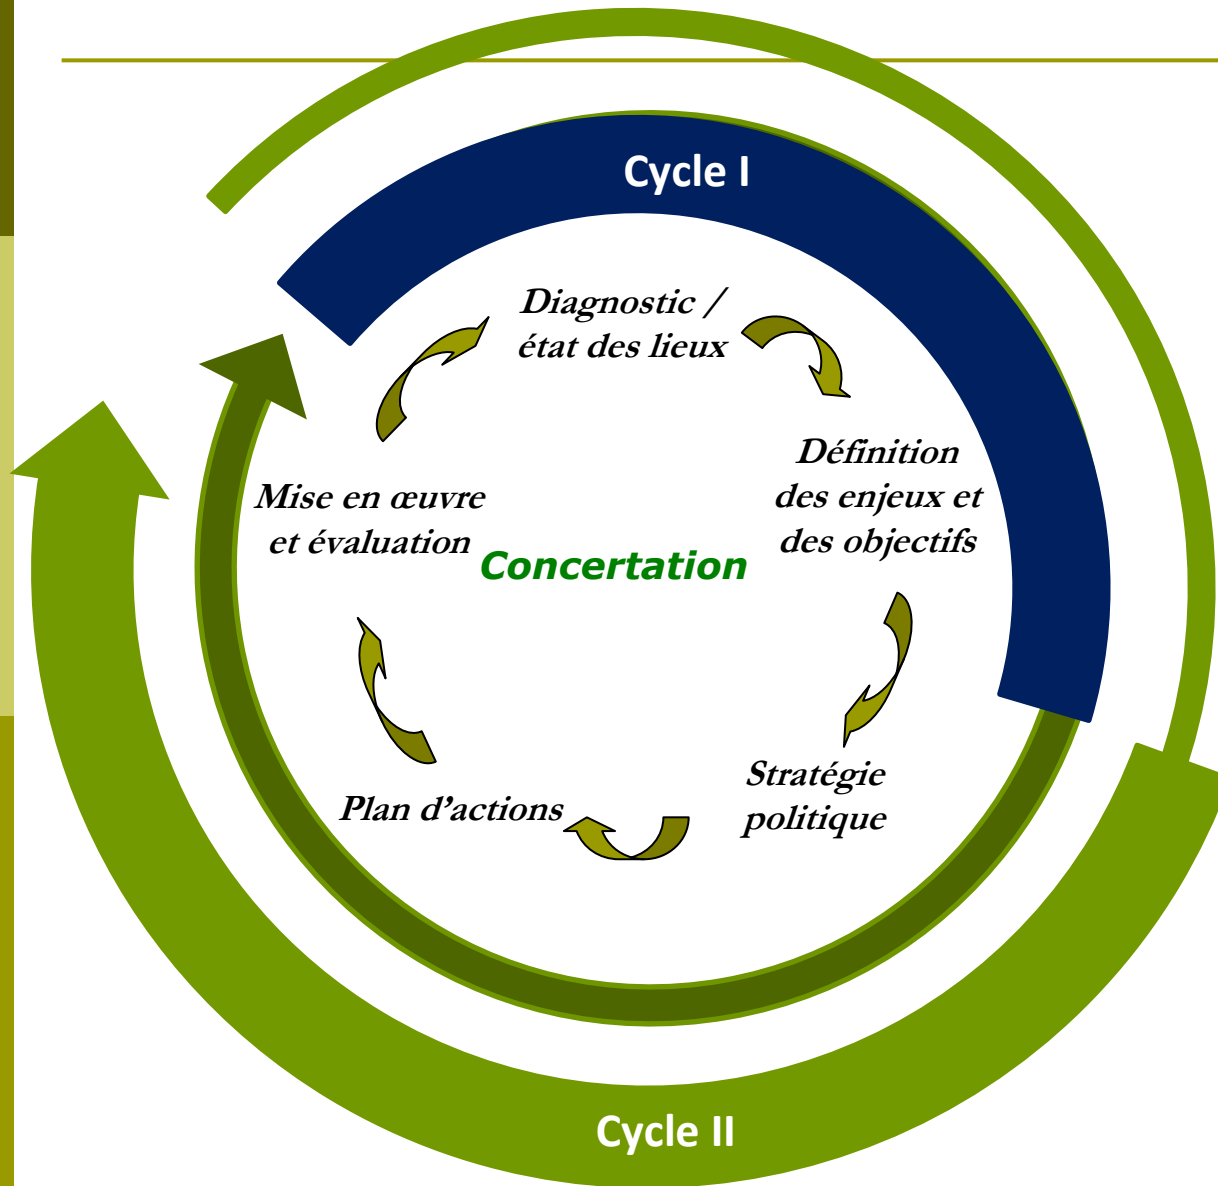 Cycle I
Diagnostic /
état des lieux
Définition
des enjeux et
des objectifs
Mise en œuvre
et évaluation
Concertation
Stratégie
politique
Plan d’actions
Cycle II